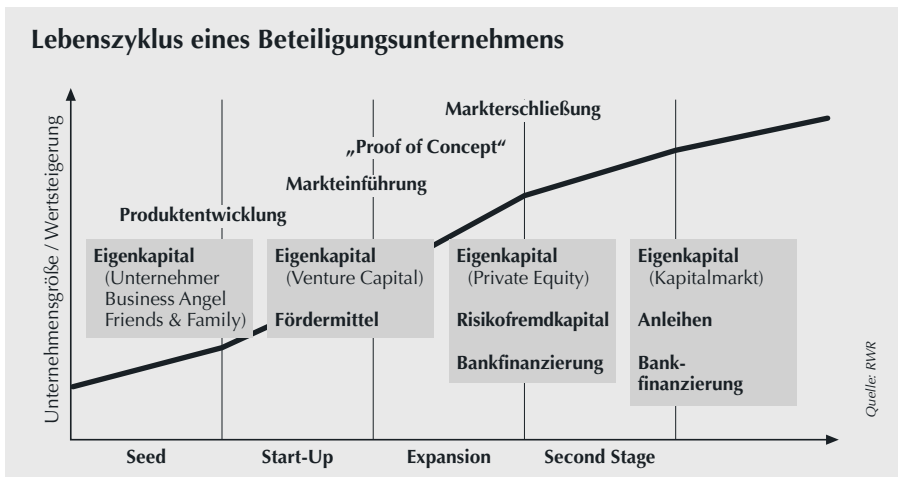 Lebenszyklus eines Beteiligungsunternehmens
Unternehmensgröße / Wertsteigerung
Markterschließung
„Proof of Concept“
Markteinführung
Produktentwicklung
Eigenkapital
(Unternehmer
Business Angel
Friends & Family)
Eigenkapital
(Venture Capital)
Fördermittel
Eigenkapital
(Private Equity)
Risikofremdkapital
Bankfinanzierung
Eigenkapital
(Kapitalmarkt)
Anleihen
Bank-
finanzierung
Quelle: RWR
Seed
Start-Up
Expansion
Second Stage